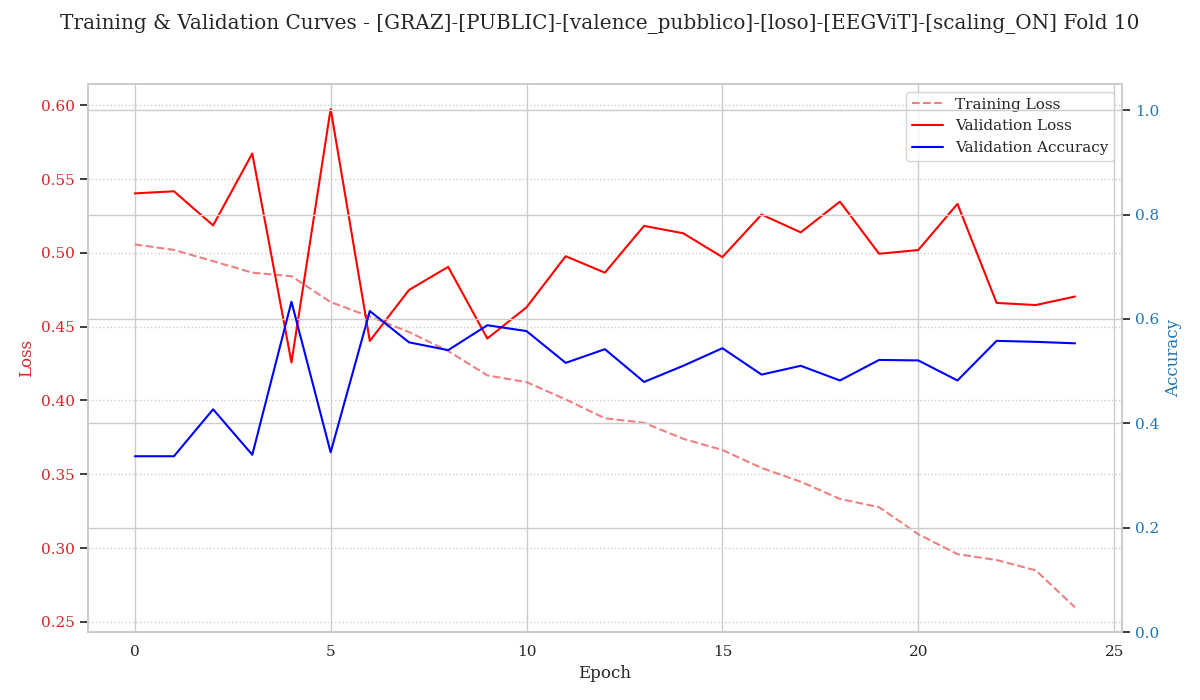 Training & Validation Curves - [GRAZ]-[PUBLIC]-[valence_pubblico]-[loso]-[EEGViT]-[scaling_ON] Fold 10
Training Loss
Validation Loss
Validation Accuracy
0.60
0.55
0.50
0.45
0.40
0.35
0.30
0.25
Loss
1.0
0.8
0.6
0.4
0.2
0.0
Accuracy
0 5 10 15 20 25
Epoch